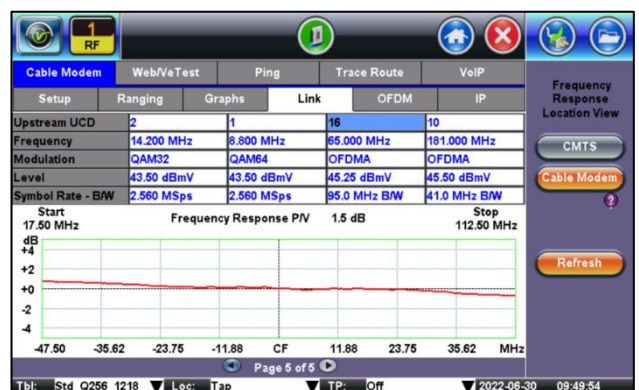 1
RF
Cable Modem Web/VeTest Ping Trace Route VoIP
Setup Ranging Graphs Link OFDM IP
Upstream UCD 2 1 16 10
Frequency 14.200 MHz 8.800 MHz 65.000 MHz 181.000 MHz
Modulation QAM32 QAM64 OFDMA OFDMA
Level 43.50 dBmV 43.50 dBmV 45.25 dBmV 45.50 dBmV
Symbol Rate - B/W 2.560 MSps 2.560 MSps 95.0 MHz B/W 41.0 MHz B/W
Start Stop
17.50 MHz Frequency Response P/V 1.5 dB 112.50 MHz
dB
+4
+2
+0
-2
-4
-47.50 -35.62 -23.75 -11.88 CF 11.88 23.75 35.62 MHz
Page 5 of 5
Tbl: Std_Q256_1218 Loc: Tap TP: Off 2022-06-30 09:49:54
Frequency
Response
Location View
CMTS
Cable Modem
?
Refresh